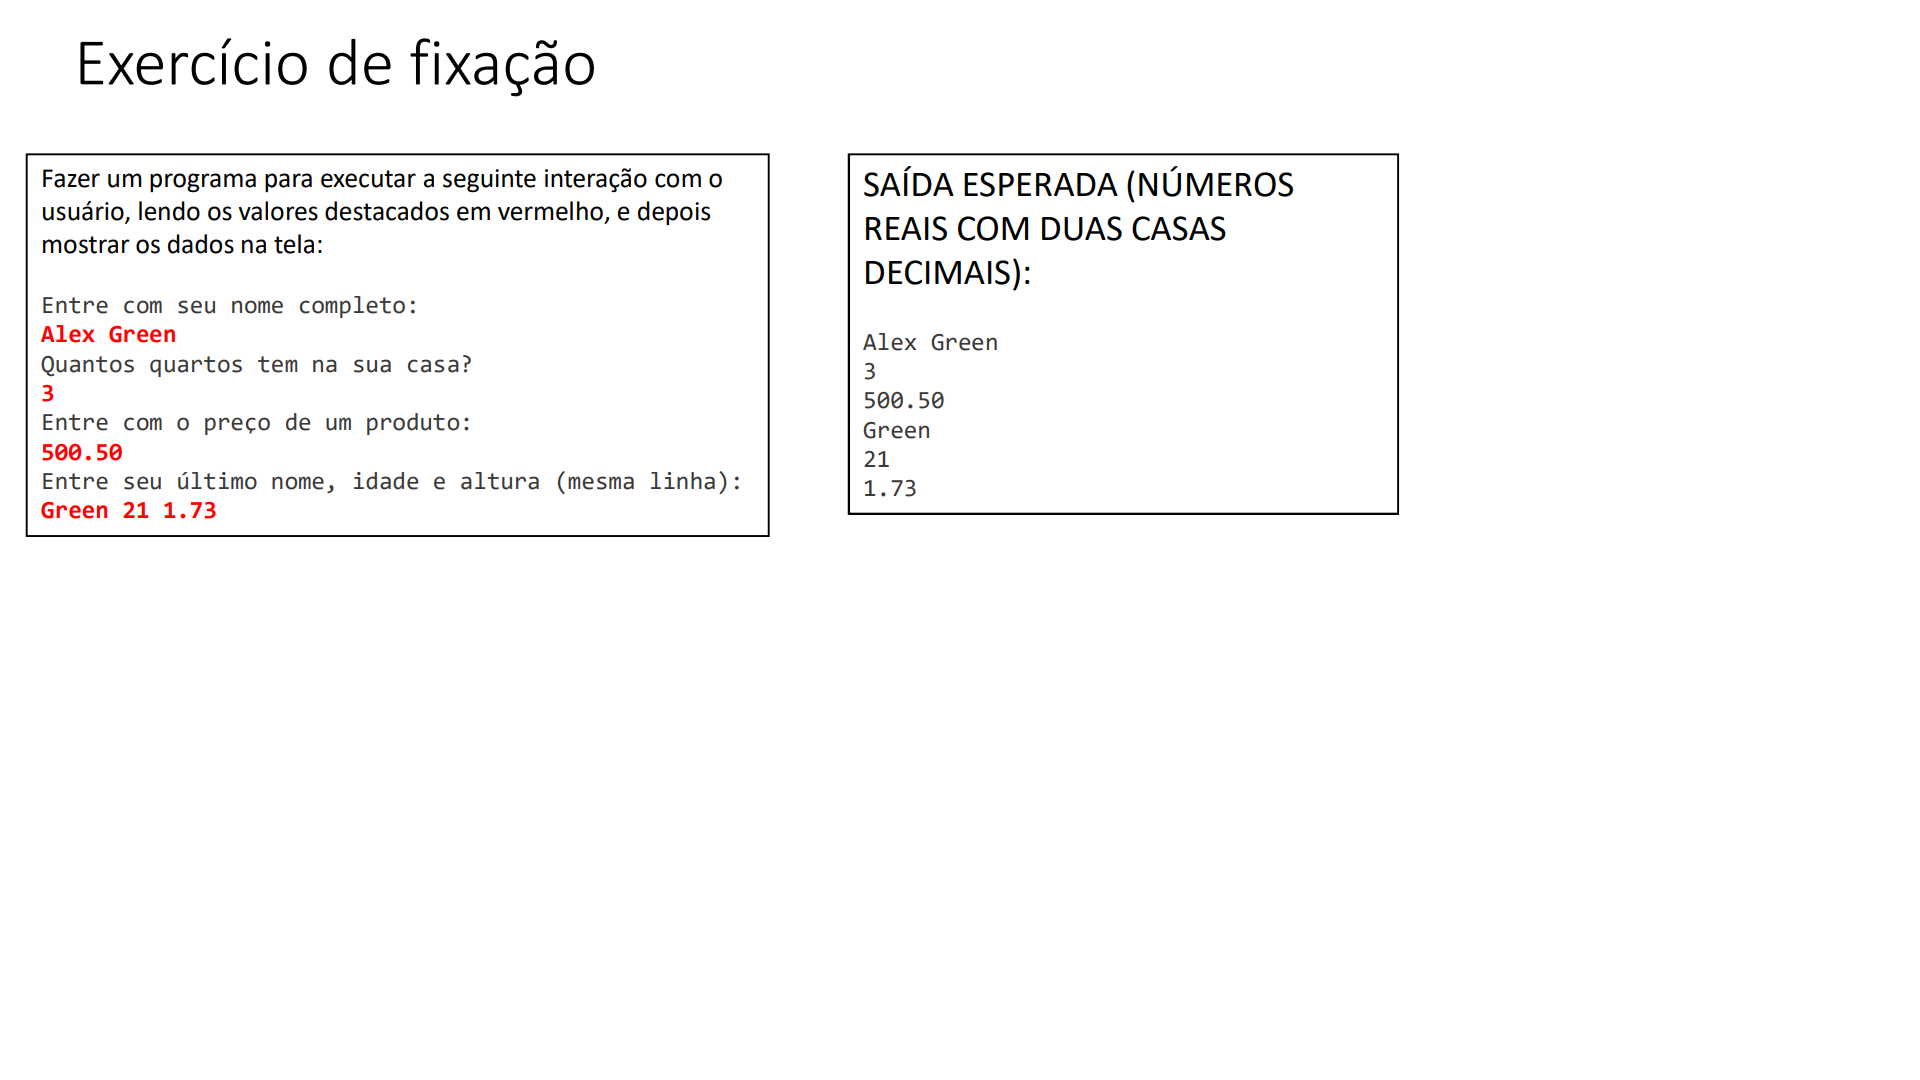 Exercício de fixação
Fazer um programa para executar a seguinte interação com o
usuário, lendo os valores destacados em vermelho, e depois
mostrar os dados na tela:
Entre com seu nome completo:
Alex Green
Quantos quartos tem na sua casa?
3
Entre com o preço de um produto:
500.50
Entre seu último nome, idade e altura (mesma linha):
Green 21 1.73
SAÍDA ESPERADA (NÚMEROS
REAIS COM DUAS CASAS
DECIMAIS):
Alex Green
3
500.50
Green
21
1.73